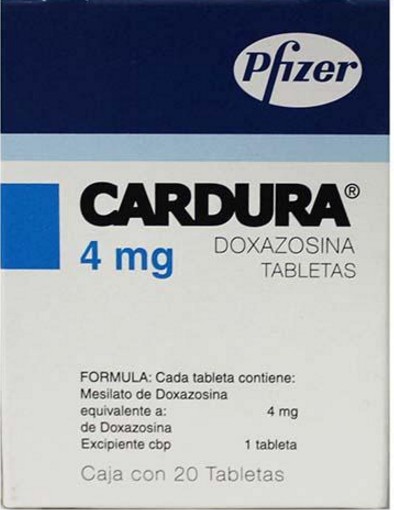 Pfizer
CARDURA®
4 mg
DOXAZOSINA
TABLETAS
FORMULA: Cada tableta contiene:
Mesilato de Doxazosina
equivalente a: 4 mg
de Doxazosina
Excipiente cbp 1 tableta
Caja con 20 Tabletas